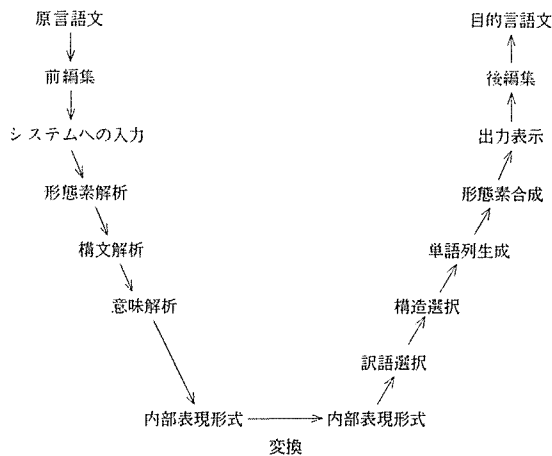 原言語文
前編集
システムへの入力
形態素解析
構文解析
意味解析
内部表現形式
変換
内部表現形式
訳語選択
構造選択
単語列生成
形態素合成
出力表示
後編集
目的言語文